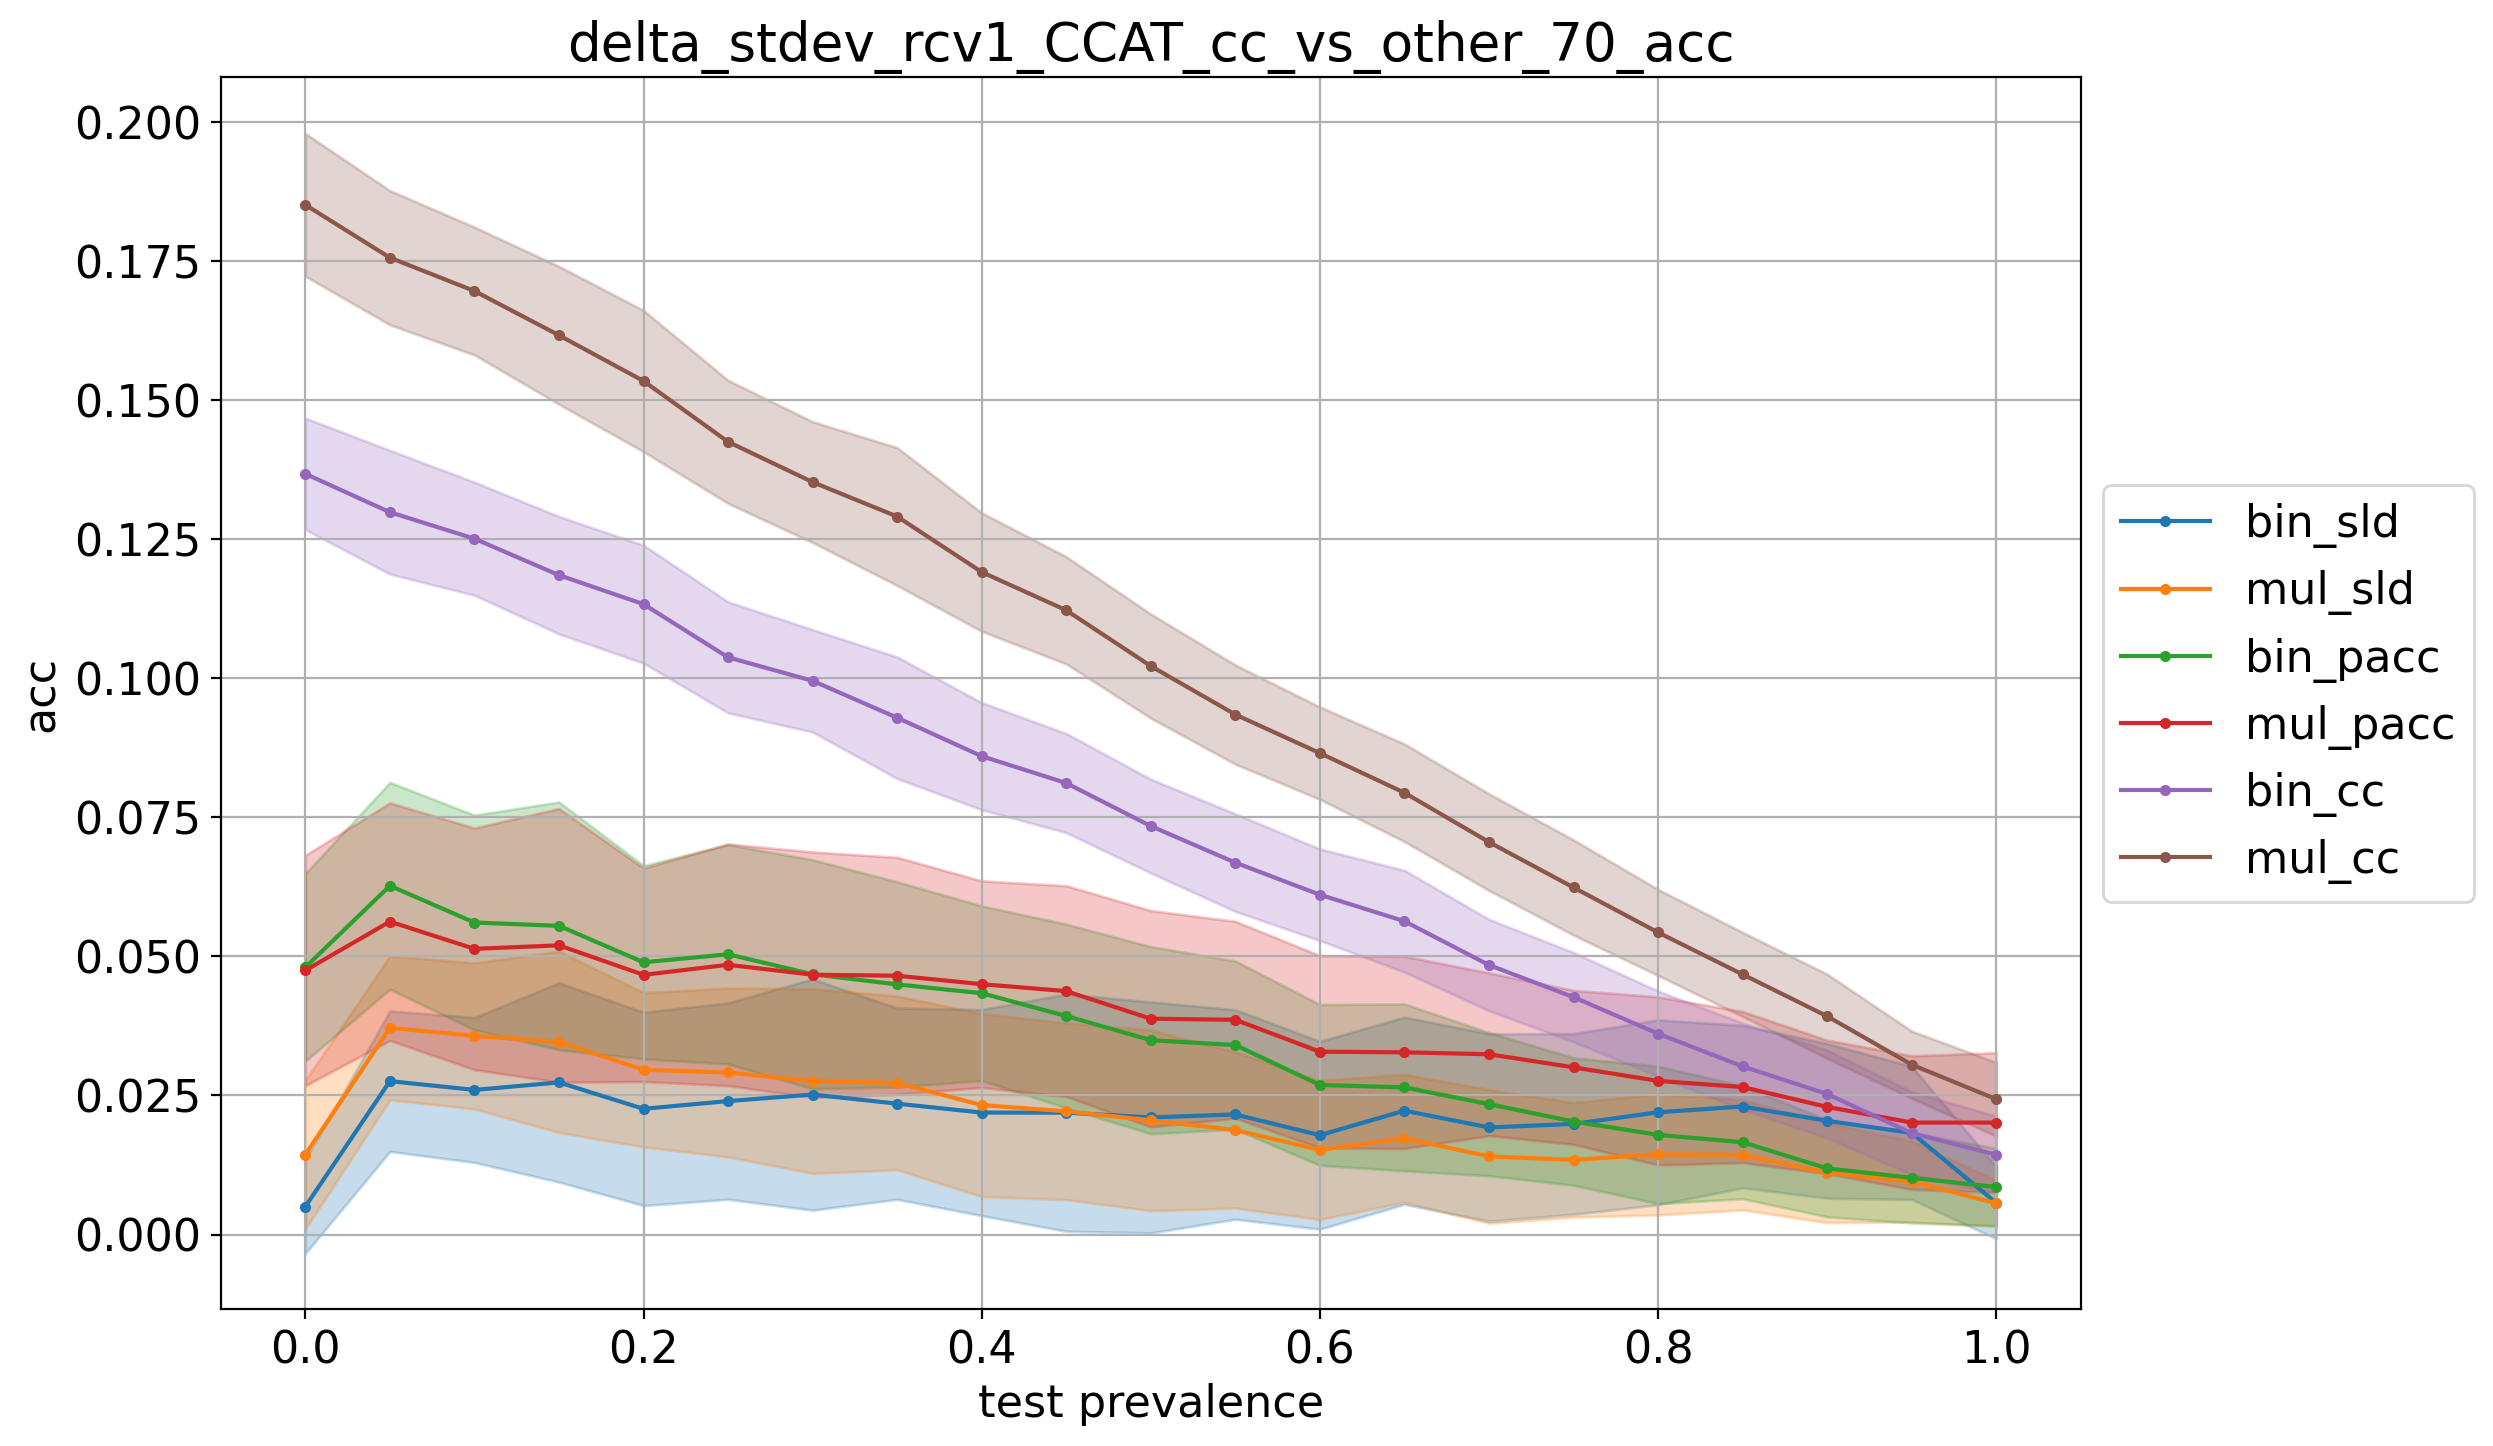 delta_stdev_rcv1_CCAT_cc_vs_other_70_acc
0.200
0.175
0.150
0.125
0.100
0.075
0.050
0.025
0.000
acc
0.0 0.2 0.4 0.6 0.8 1.0
test prevalence
bin_sld
mul_sld
bin_pacc
mul_pacc
bin_cc
mul_cc